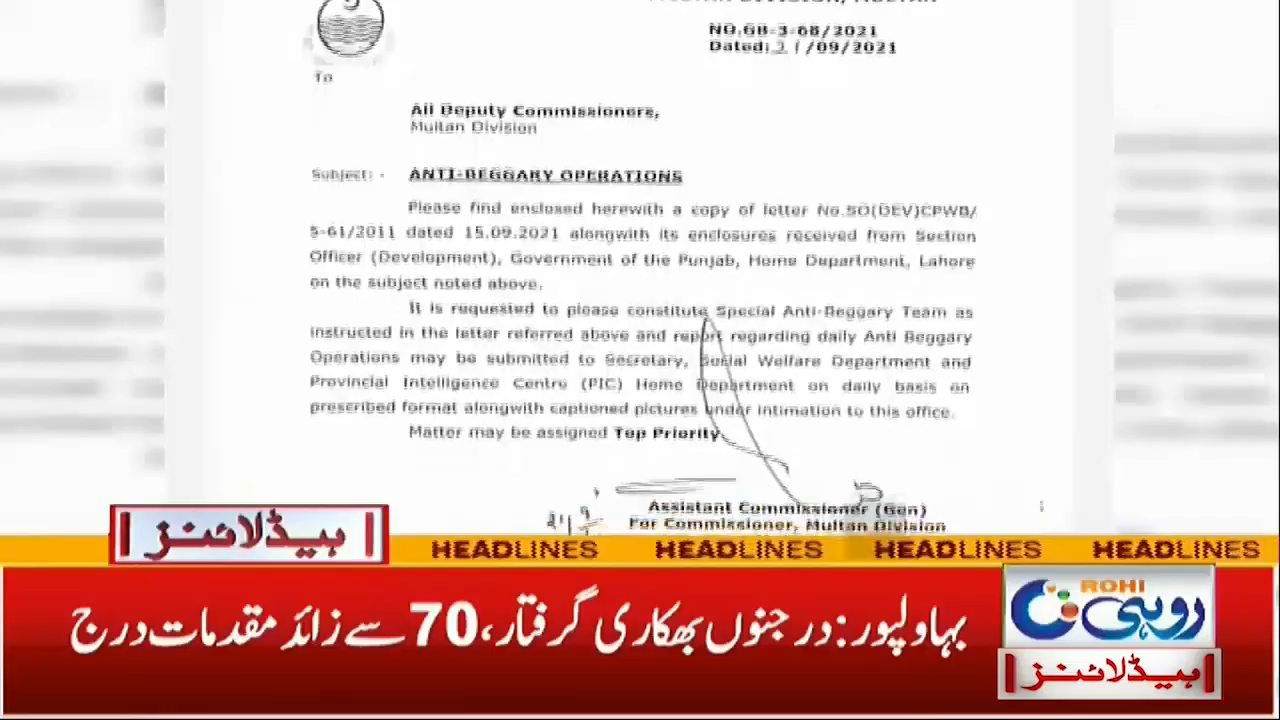 NO.GB-3-68/2021
Dated: /09/2021
To
All Deputy Commissioners,
Multan Division
Subject: - ANTI-BEGGARY OPERATIONS
Please find enclosed herewith a copy of letter No.SO(DEV)CPWB/
5-61/2011 dated 15.09.2021 alongwith its enclosures received from Section
Officer (Development), Government of the Punjab, Home Department, Lahore
on the subject noted above.
It is requested to please constitute Special Anti-Beggary Team as
instructed in the letter referred above and report regarding daily Anti Beggary
Operations may be submitted to Secretary, Social Welfare Department and
Provincial Intelligence Centre (PIC) Home Department on daily basis on
prescribed format alongwith captioned pictures under intimation to this office.
Matter may be assigned Top Priority
Assistant Commissioner (Gen)
For Commissioner, Multan Division
ہیڈلائنز
HEADLINES HEADLINES HEADLINES HEADLINES
بہاولپور: درجنوں بھکاری گرفتار، 70 سے زائد مقدمات درج
ROHI
روہی
ہیڈلائنز